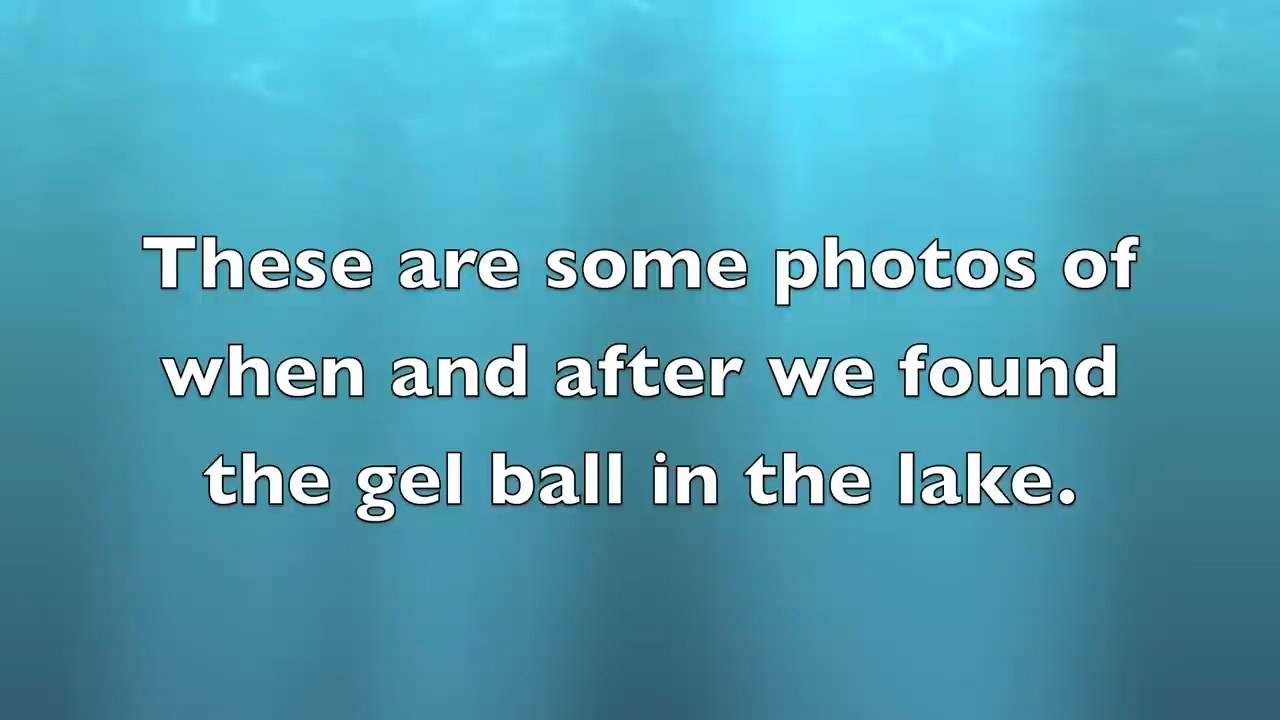 These are some photos of
when and after we found
the gel ball in the lake.